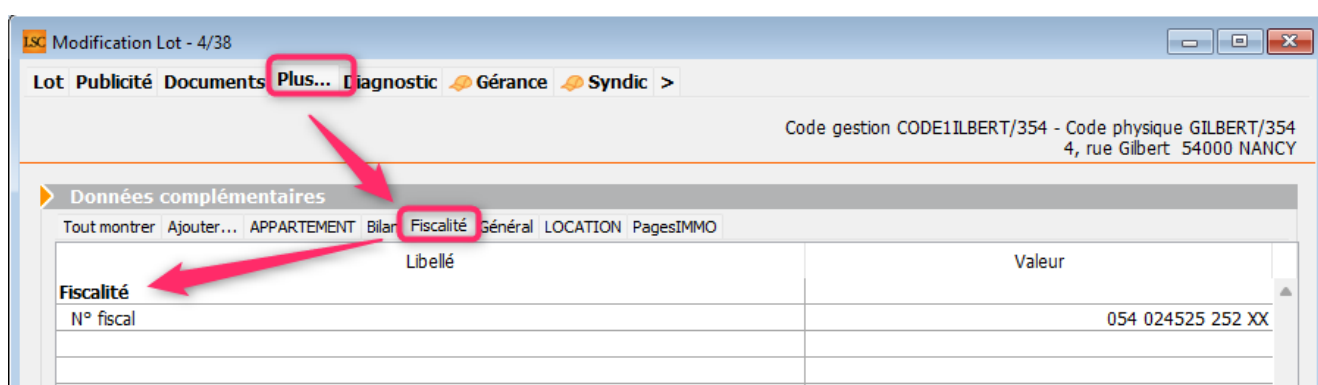 LSC Modification Lot - 4/38
Lot Publicité Documents Plus... Diagnostic Gérance Syndic >
Code gestion CODE1ILBERT/354 - Code physique GILBERT/354
4, rue Gilbert 54000 NANCY
Données complémentaires
Tout montrer Ajouter... APPARTEMENT Bilan Fiscalité Général LOCATION PagesIMMO
Libellé Valeur
Fiscalité
N° fiscal 054 024525 252 XX